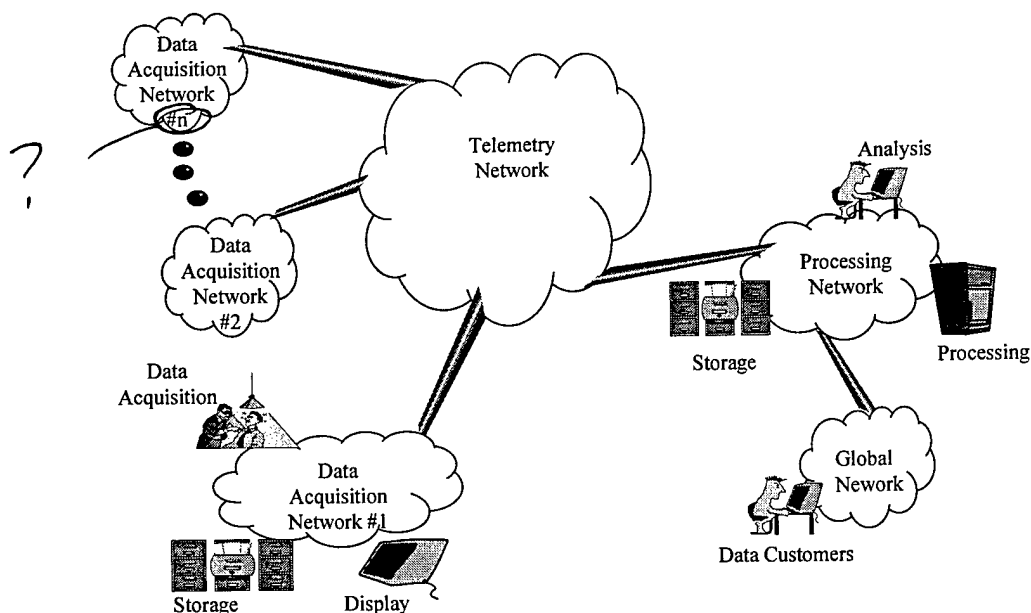 Data
Acquisition
Network
#n
?
Telemetry
Network
Analysis
Data
Acquisition
Network
#2
Processing
Network
Storage
Processing
Data
Acquisition
Data
Acquisition
Network #1
Global
Nework
Data Customers
Storage
Display